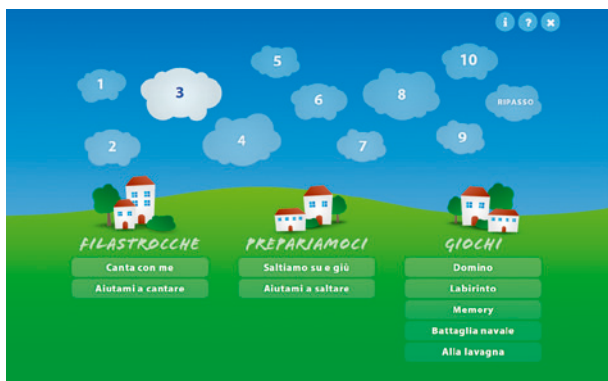 i ? ×
1
2
3
4
5
6
7
8
9
10
RIPASSO
FILASTROCCHE
Canta con me
Aiutami a cantare
PREPARIAMOCI
Saltiamo su e giù
Aiutami a saltare
GIOCHI
Domino
Labirinto
Memory
Battaglia navale
Alla lavagna